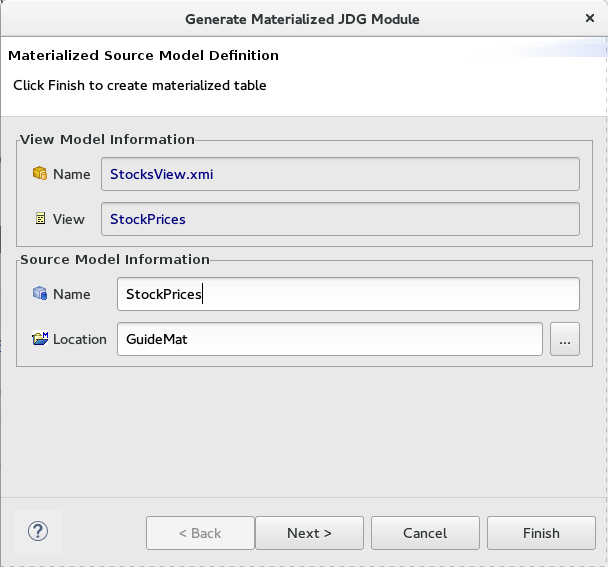 Generate Materialized JDG Module
×
Materialized Source Model Definition
Click Finish to create materialized table
View Model Information
Name StocksView.xmi
View StockPrices
Source Model Information
Name StockPrices
Location GuideMat ...
? < Back Next > Cancel Finish